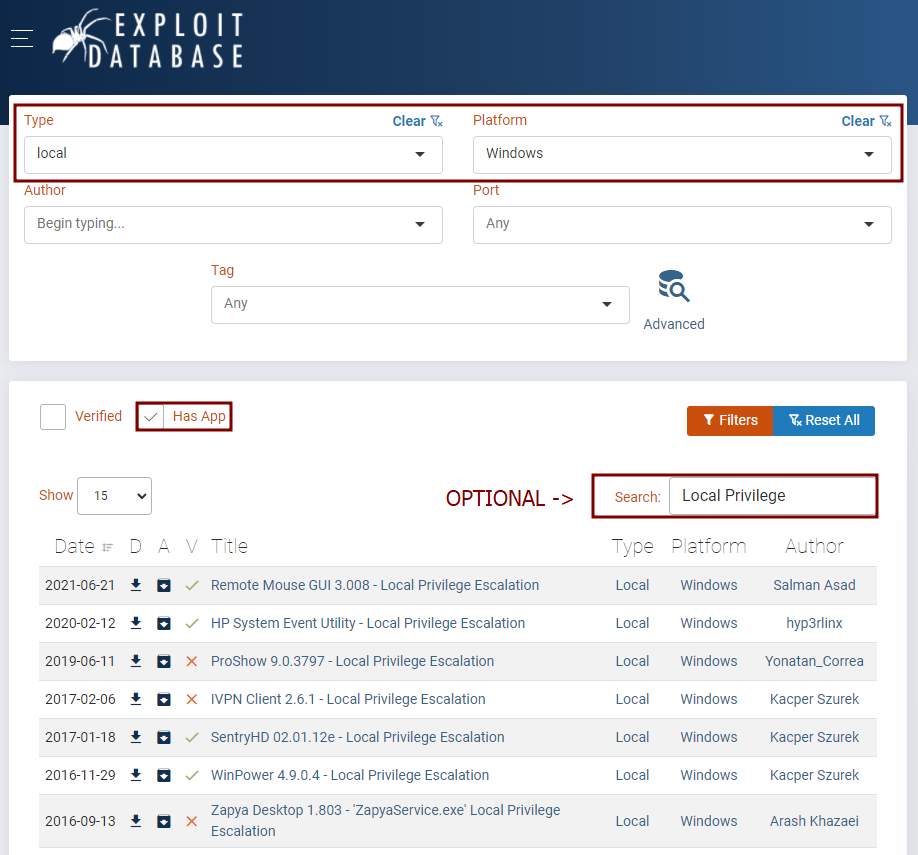 EXPLOIT
DATABASE
Type Clear Platform Clear
local Windows
Author Port
Begin typing... Any
Tag
Any
Advanced
Verified Has App Filters Reset All
Show 15 OPTIONAL -> Search: Local Privilege
Date D A V Title Type Platform Author
2021-06-21 Remote Mouse GUI 3.008 - Local Privilege Escalation Local Windows Salman Asad
2020-02-12 HP System Event Utility - Local Privilege Escalation Local Windows hyp3rlinx
2019-06-11 ProShow 9.0.3797 - Local Privilege Escalation Local Windows Yonatan_Correa
2017-02-06 IVPN Client 2.6.1 - Local Privilege Escalation Local Windows Kacper Szurek
2017-01-18 SentryHD 02.01.12e - Local Privilege Escalation Local Windows Kacper Szurek
2016-11-29 WinPower 4.9.0.4 - Local Privilege Escalation Local Windows Kacper Szurek
2016-09-13 Zapya Desktop 1.803 - 'ZapyaService.exe' Local Privilege
Escalation Local Windows Arash Khazaei